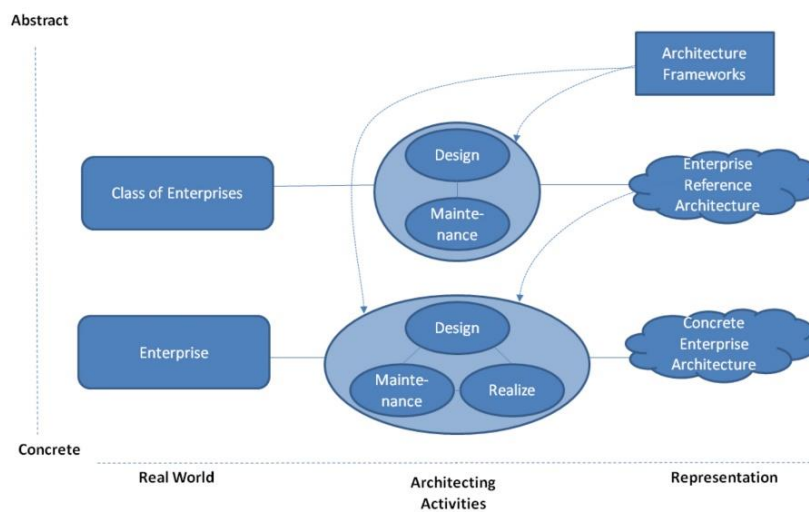 Abstract
Architecture
Frameworks
Design
Class of Enterprises
Enterprise
Reference
Architecture
Mainte-
nance
Design
Enterprise
Concrete
Enterprise
Architecture
Mainte-
nance
Realize
Concrete
Real World
Architecting
Activities
Representation